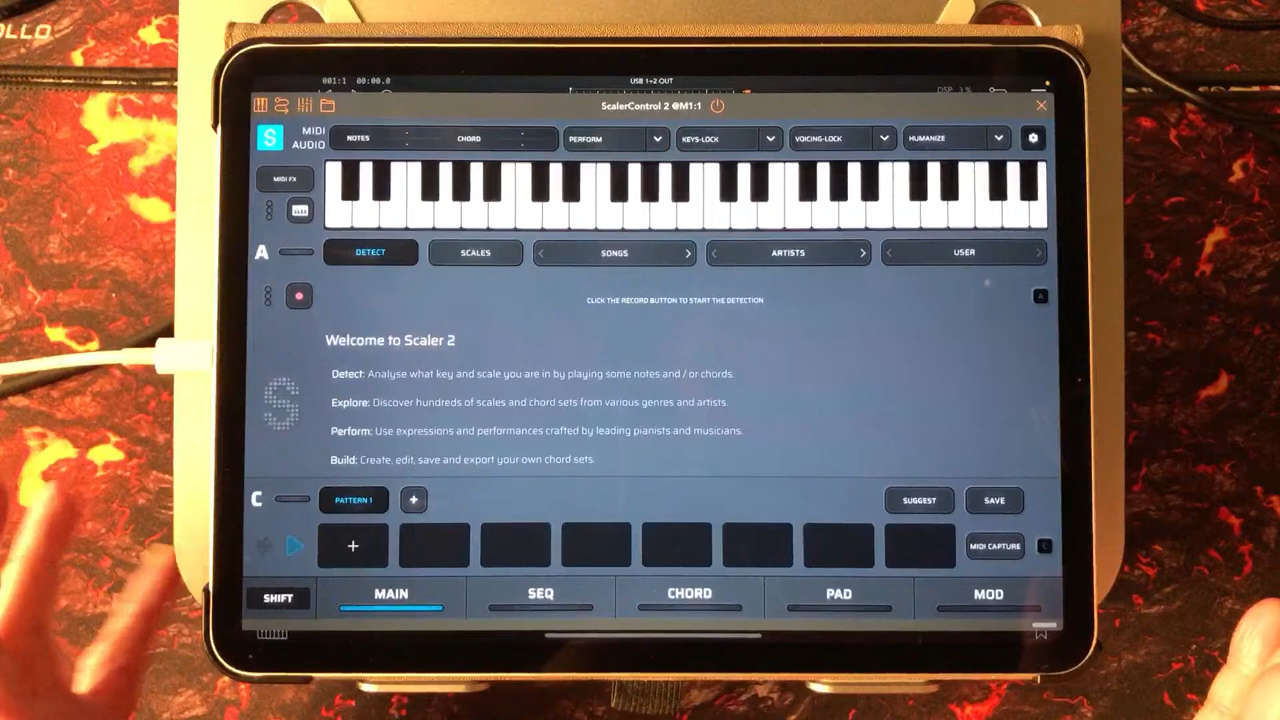 OLLO
001:1 00:00.0
USB 1+2 OUT
DSP 3 %
ScalerControl 2 @M1:1
S
MIDI
AUDIO
NOTES
CHORD
PERFORM
KEYS-LOCK
VOICING-LOCK
HUMANIZE
MIDI FX
A
DETECT
SCALES
SONGS
ARTISTS
USER
CLICK THE RECORD BUTTON TO START THE DETECTION
A
Welcome to Scaler 2
Detect: Analyse what key and scale you are in by playing some notes and / or chords.
Explore: Discover hundreds of scales and chord sets from various genres and artists.
Perform: Use expressions and performances crafted by leading pianists and musicians.
Build: Create, edit, save and export your own chord sets.
C
PATTERN 1
+
SUGGEST
SAVE
+
MIDI CAPTURE
C
SHIFT
MAIN
SEQ
CHORD
PAD
MOD